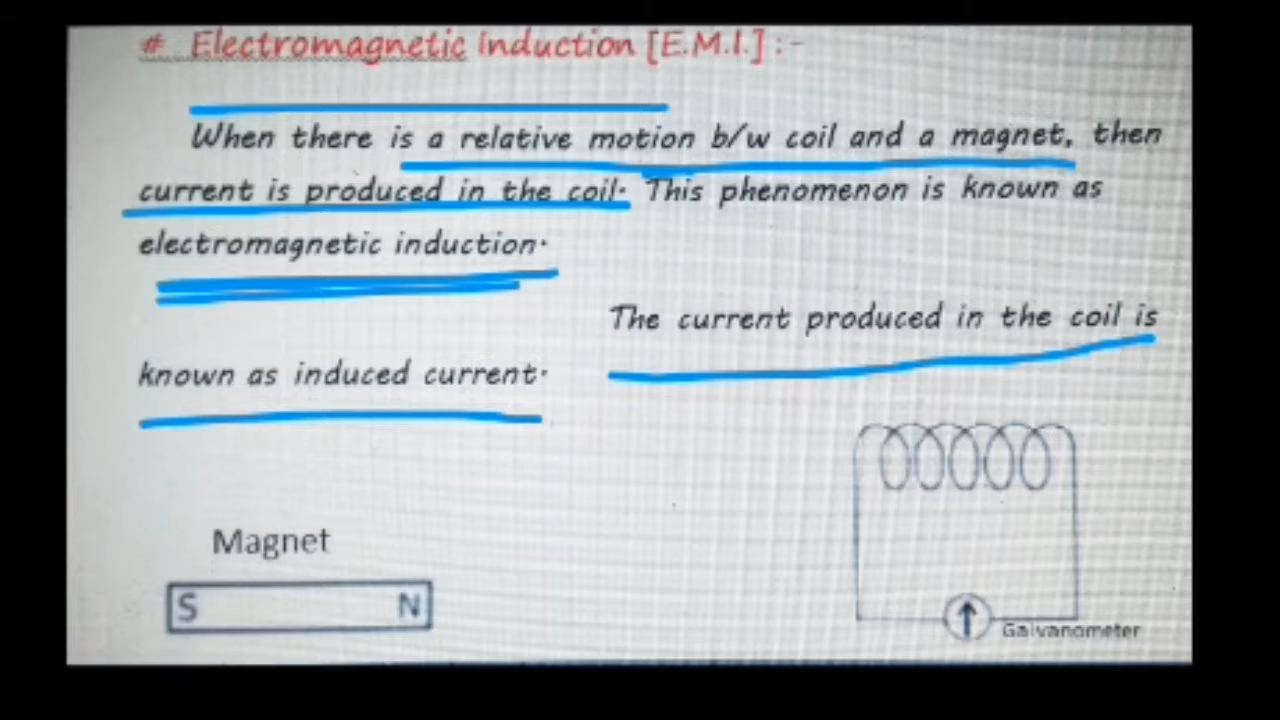 # Electromagnetic Induction [E.M.I.] :-
When there is a relative motion b/w coil and a magnet, then
current is produced in the coil. This phenomenon is known as
electromagnetic induction.
The current produced in the coil is
known as induced current.
Magnet
S N
Galvanometer